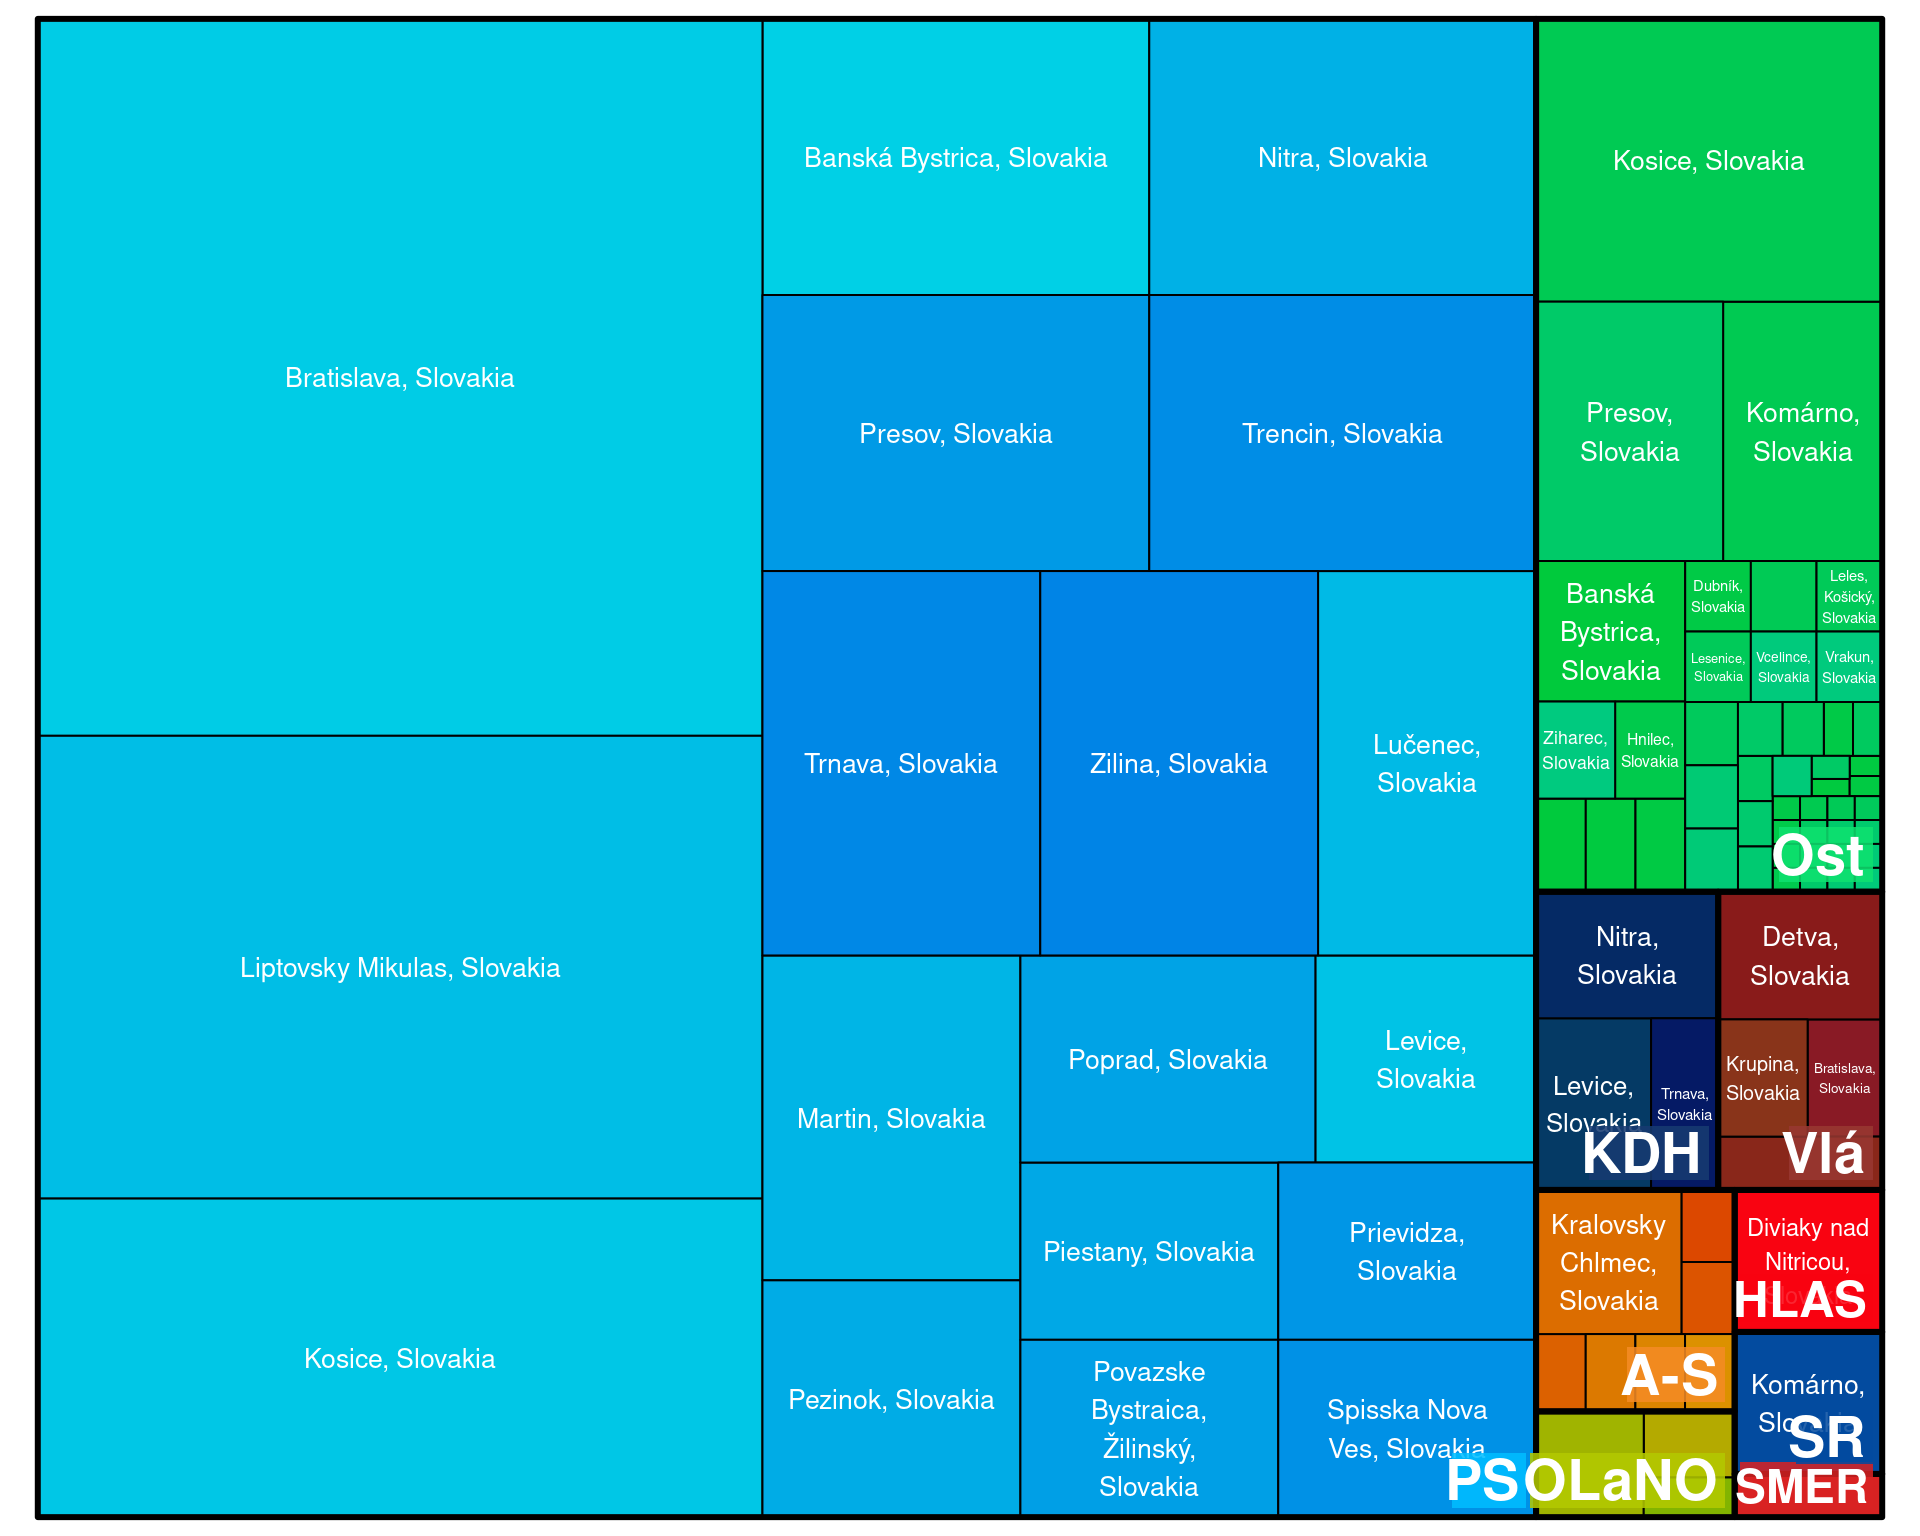 Bratislava, Slovakia
Liptovsky Mikulas, Slovakia
Kosice, Slovakia
Banská Bystrica, Slovakia
Nitra, Slovakia
Presov, Slovakia
Trencin, Slovakia
Trnava, Slovakia
Zilina, Slovakia
Lučenec,
Slovakia
Martin, Slovakia
Poprad, Slovakia
Levice,
Slovakia
Pezinok, Slovakia
Piestany, Slovakia
Prievidza,
Slovakia
Povazske
Bystraica,
Žilinský,
Slovakia
Spisska Nova
Ves, Slovakia
PS
Kosice, Slovakia
Presov,
Slovakia
Komárno,
Slovakia
Banská
Bystrica,
Slovakia
Dubník,
Slovakia
Leles,
Košický,
Slovakia
Lesenice,
Slovakia
Vcelince,
Slovakia
Vrakun,
Slovakia
Ziharec,
Slovakia
Hnilec,
Slovakia
Ost
Nitra,
Slovakia
Levice,
Slovakia
Trnava,
Slovakia
KDH
Detva,
Slovakia
Krupina,
Slovakia
Bratislava,
Slovakia
Vlá
Kralovsky
Chlmec,
Slovakia
A-S
Diviaky nad
Nitricou,
HLAS
Komárno,
SR
OLaNO
SMER